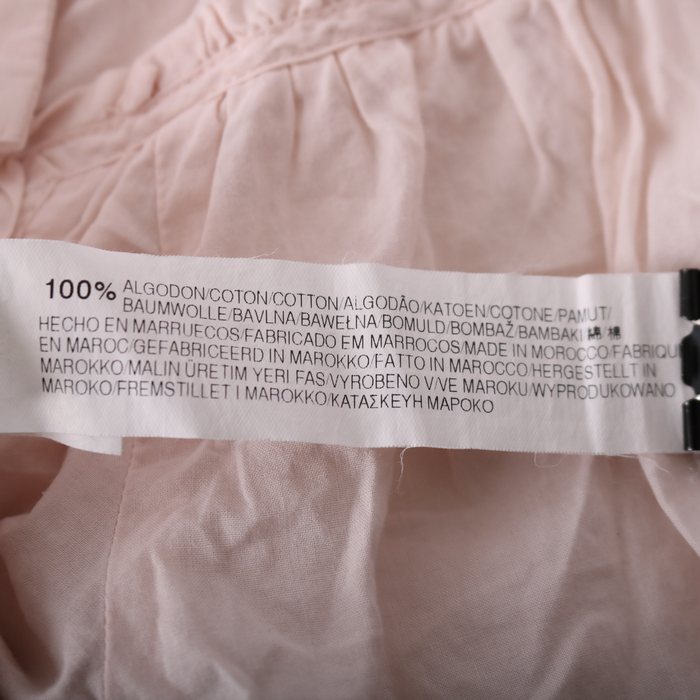 100% ALGODON/COTON/COTTON/ALGODÃO/KATOEN/COTONE/PAMUT/
BAUMWOLLE/BAVLNA/BAWEŁNA/BOMULD/BOMBAŽ/BAMBAKI/綿/棉
HECHO EN MARRUECOS/FABRICADO EM MARROCOS/MADE IN MOROCCO/FABRIQU
EN MAROC/GEFABRICEERD IN MAROKKO/FATTO IN MAROCCO/HERGESTELLT IN
MAROKKO/MALIN ÜRETIM YERI FAS/VYROBENO V/VE MAROKU/WYPRODUKOWANO
MAROKO/FREMSTILLET I MAROKKO/ΚΑΤΑΣΚΕΥΗ ΜΑΡΟΚΟ